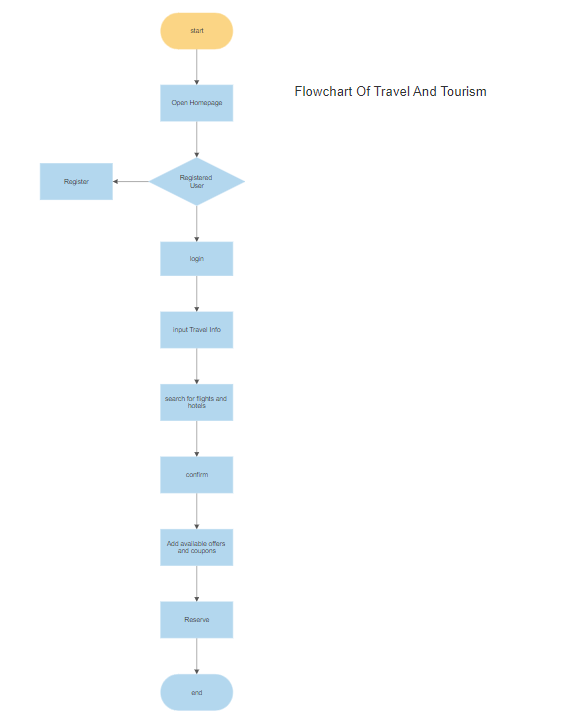 start
Flowchart Of Travel And Tourism
Open Homepage
Registered
User
Register
login
input Travel Info
search for flights and
hotels
confirm
Add available offers
and coupons
Reserve
end